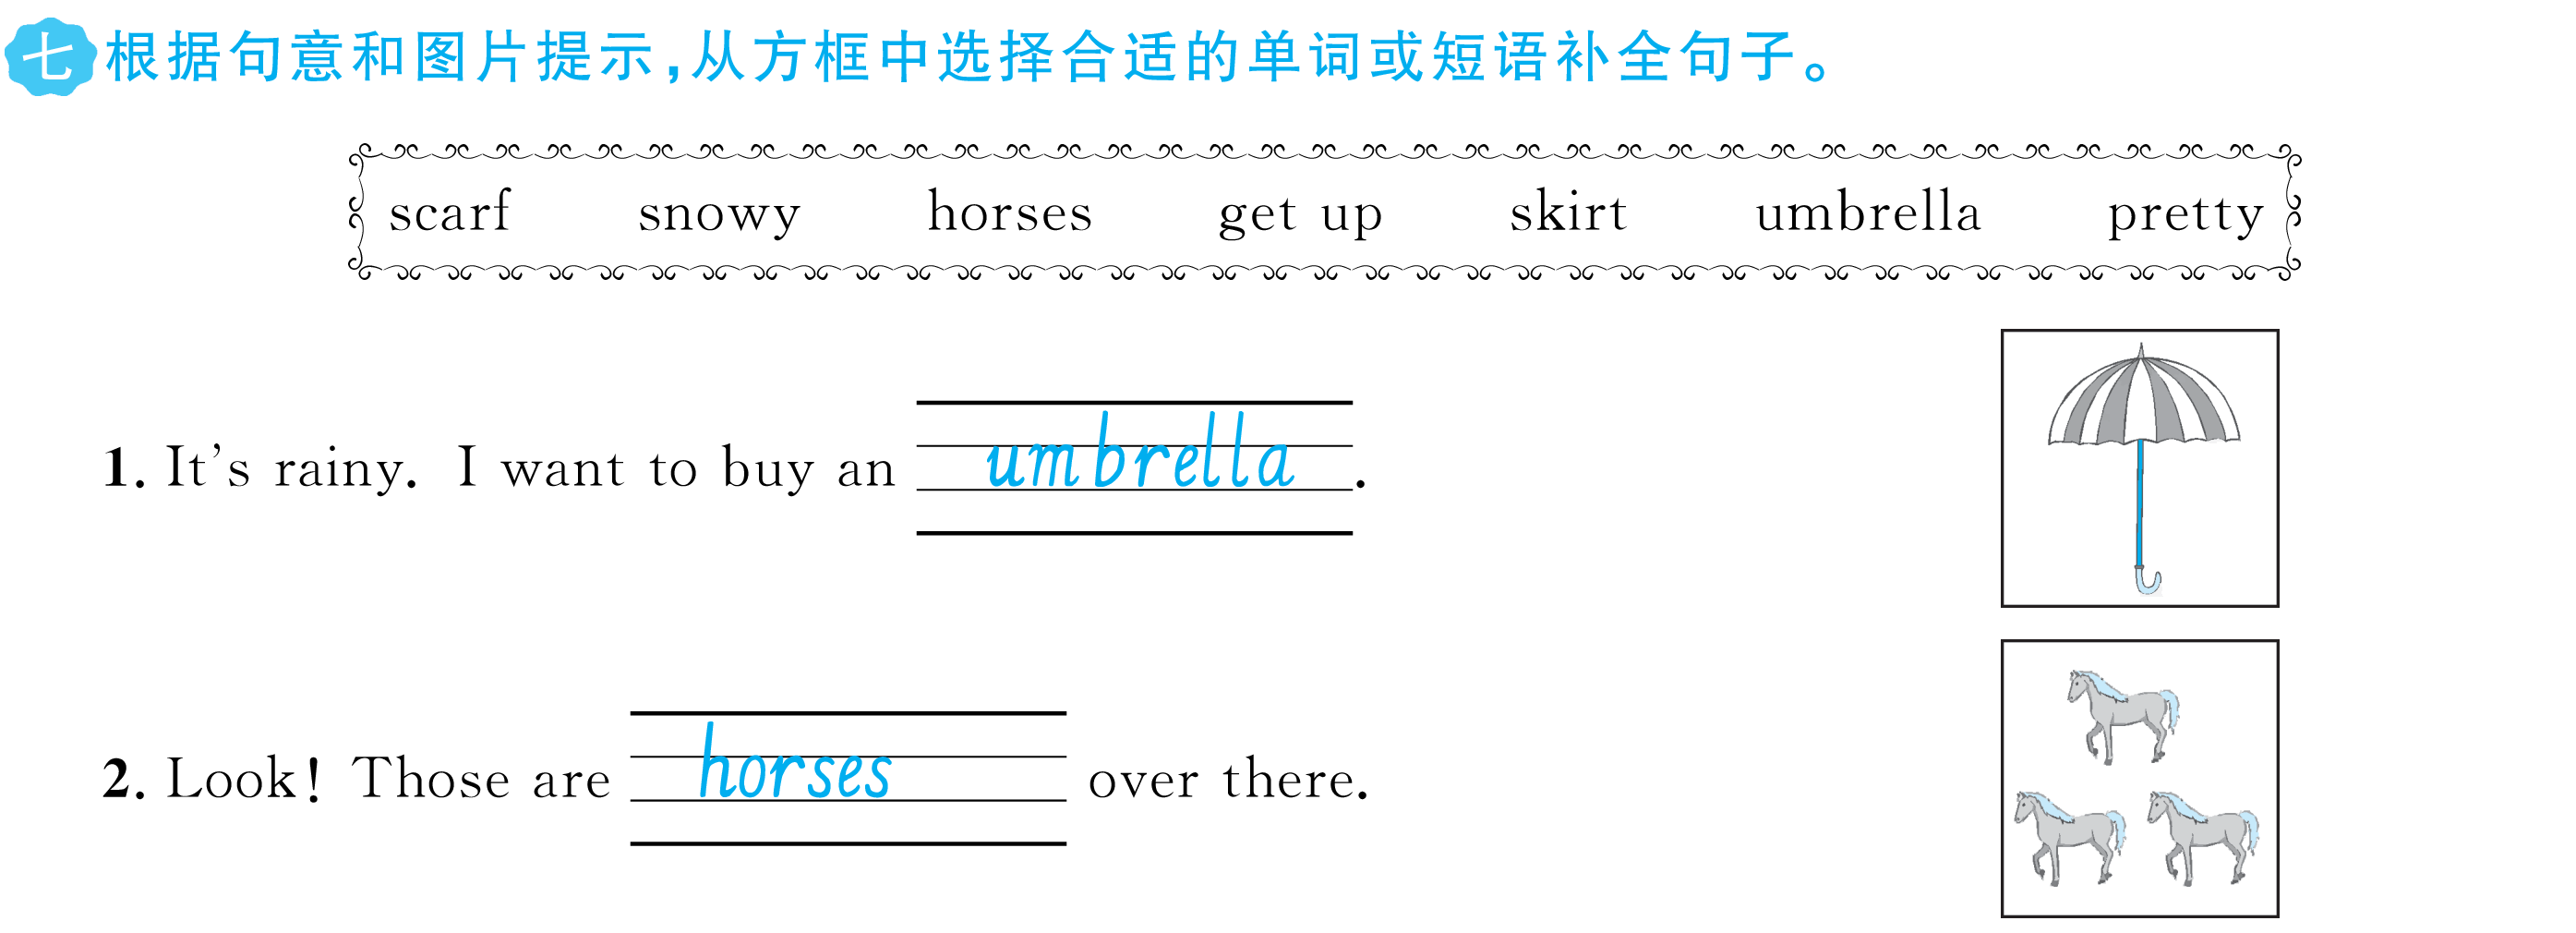 七 根据句意和图片提示,从方框中选择合适的单词或短语补全句子。
scarf snowy horses get up skirt umbrella pretty
1. It's rainy. I want to buy an umbrella.
2. Look! Those are horses over there.